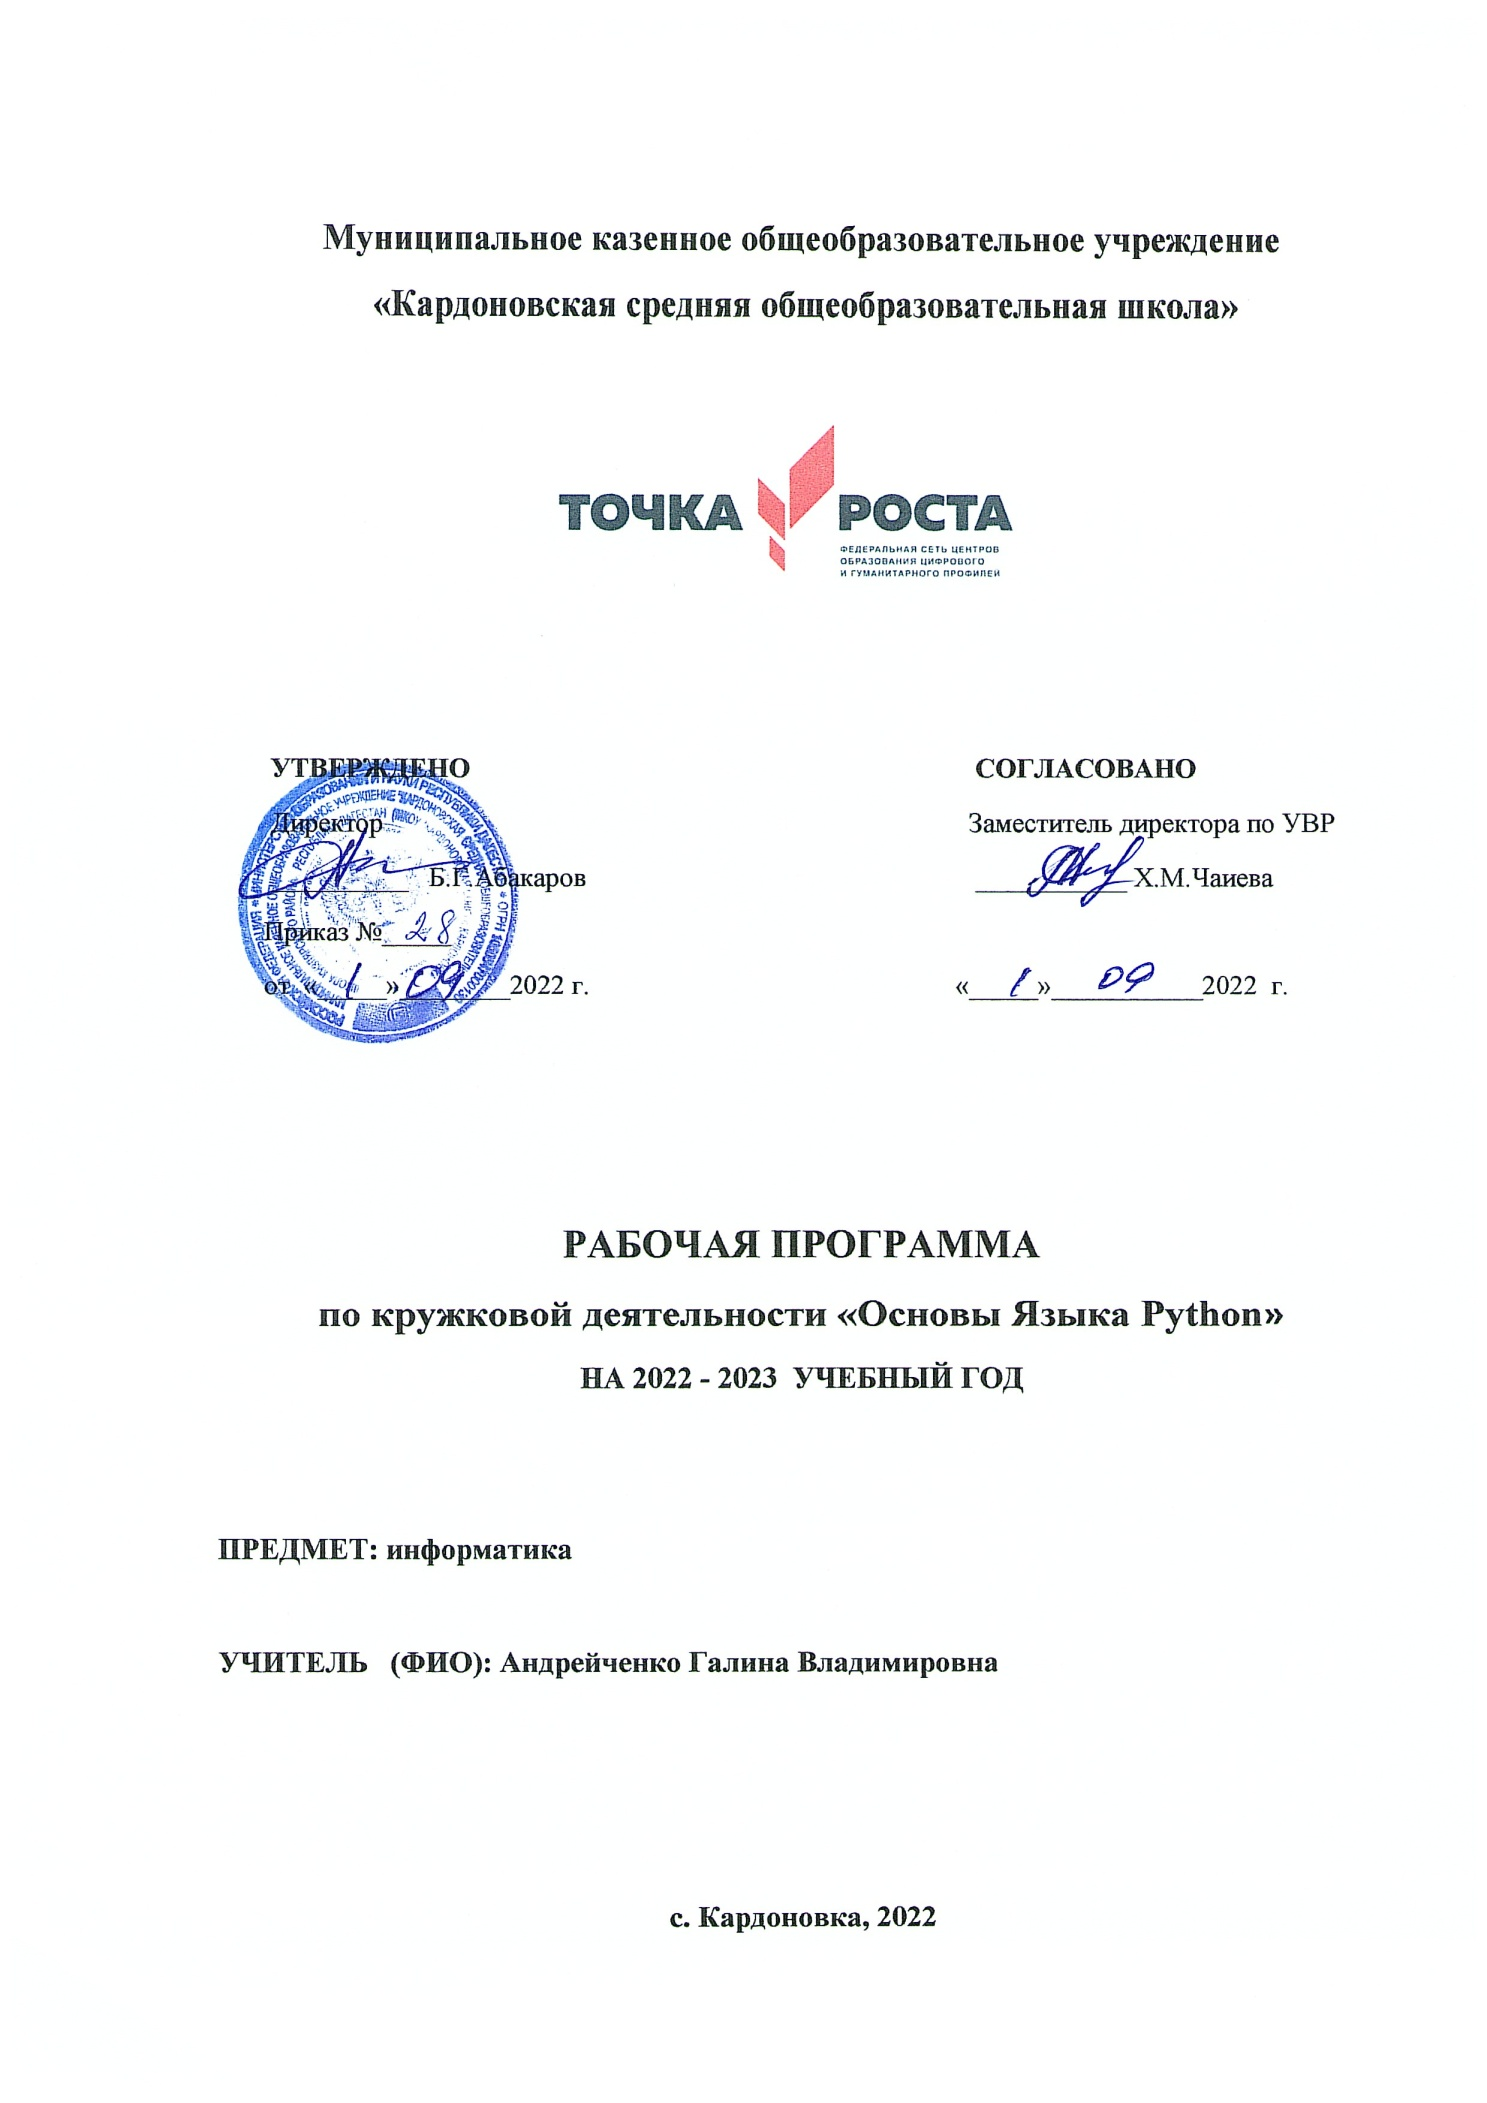 Муниципальное казенное общеобразовательное учреждение
«Кардоновская средняя общеобразовательная школа»
ТОЧКА РОСТА
ФЕДЕРАЛЬНАЯ СЕТЬ ЦЕНТРОВ
ОБРАЗОВАНИЯ ЦИФРОВОГО
И ГУМАНИТАРНОГО ПРОФИЛЕЙ
УТВЕРЖДЕНО
Директор
Б.Г.Абакаров
Приказ № 28
от «1» 09 2022 г.
СОГЛАСОВАНО
Заместитель директора по УВР
Х.М.Чаиева
«1» 09 2022 г.
РАБОЧАЯ ПРОГРАММА
по кружковой деятельности «Основы Языка Python»
НА 2022 - 2023 УЧЕБНЫЙ ГОД
ПРЕДМЕТ: информатика
УЧИТЕЛЬ (ФИО): Андрейченко Галина Владимировна
с. Кардоновка, 2022